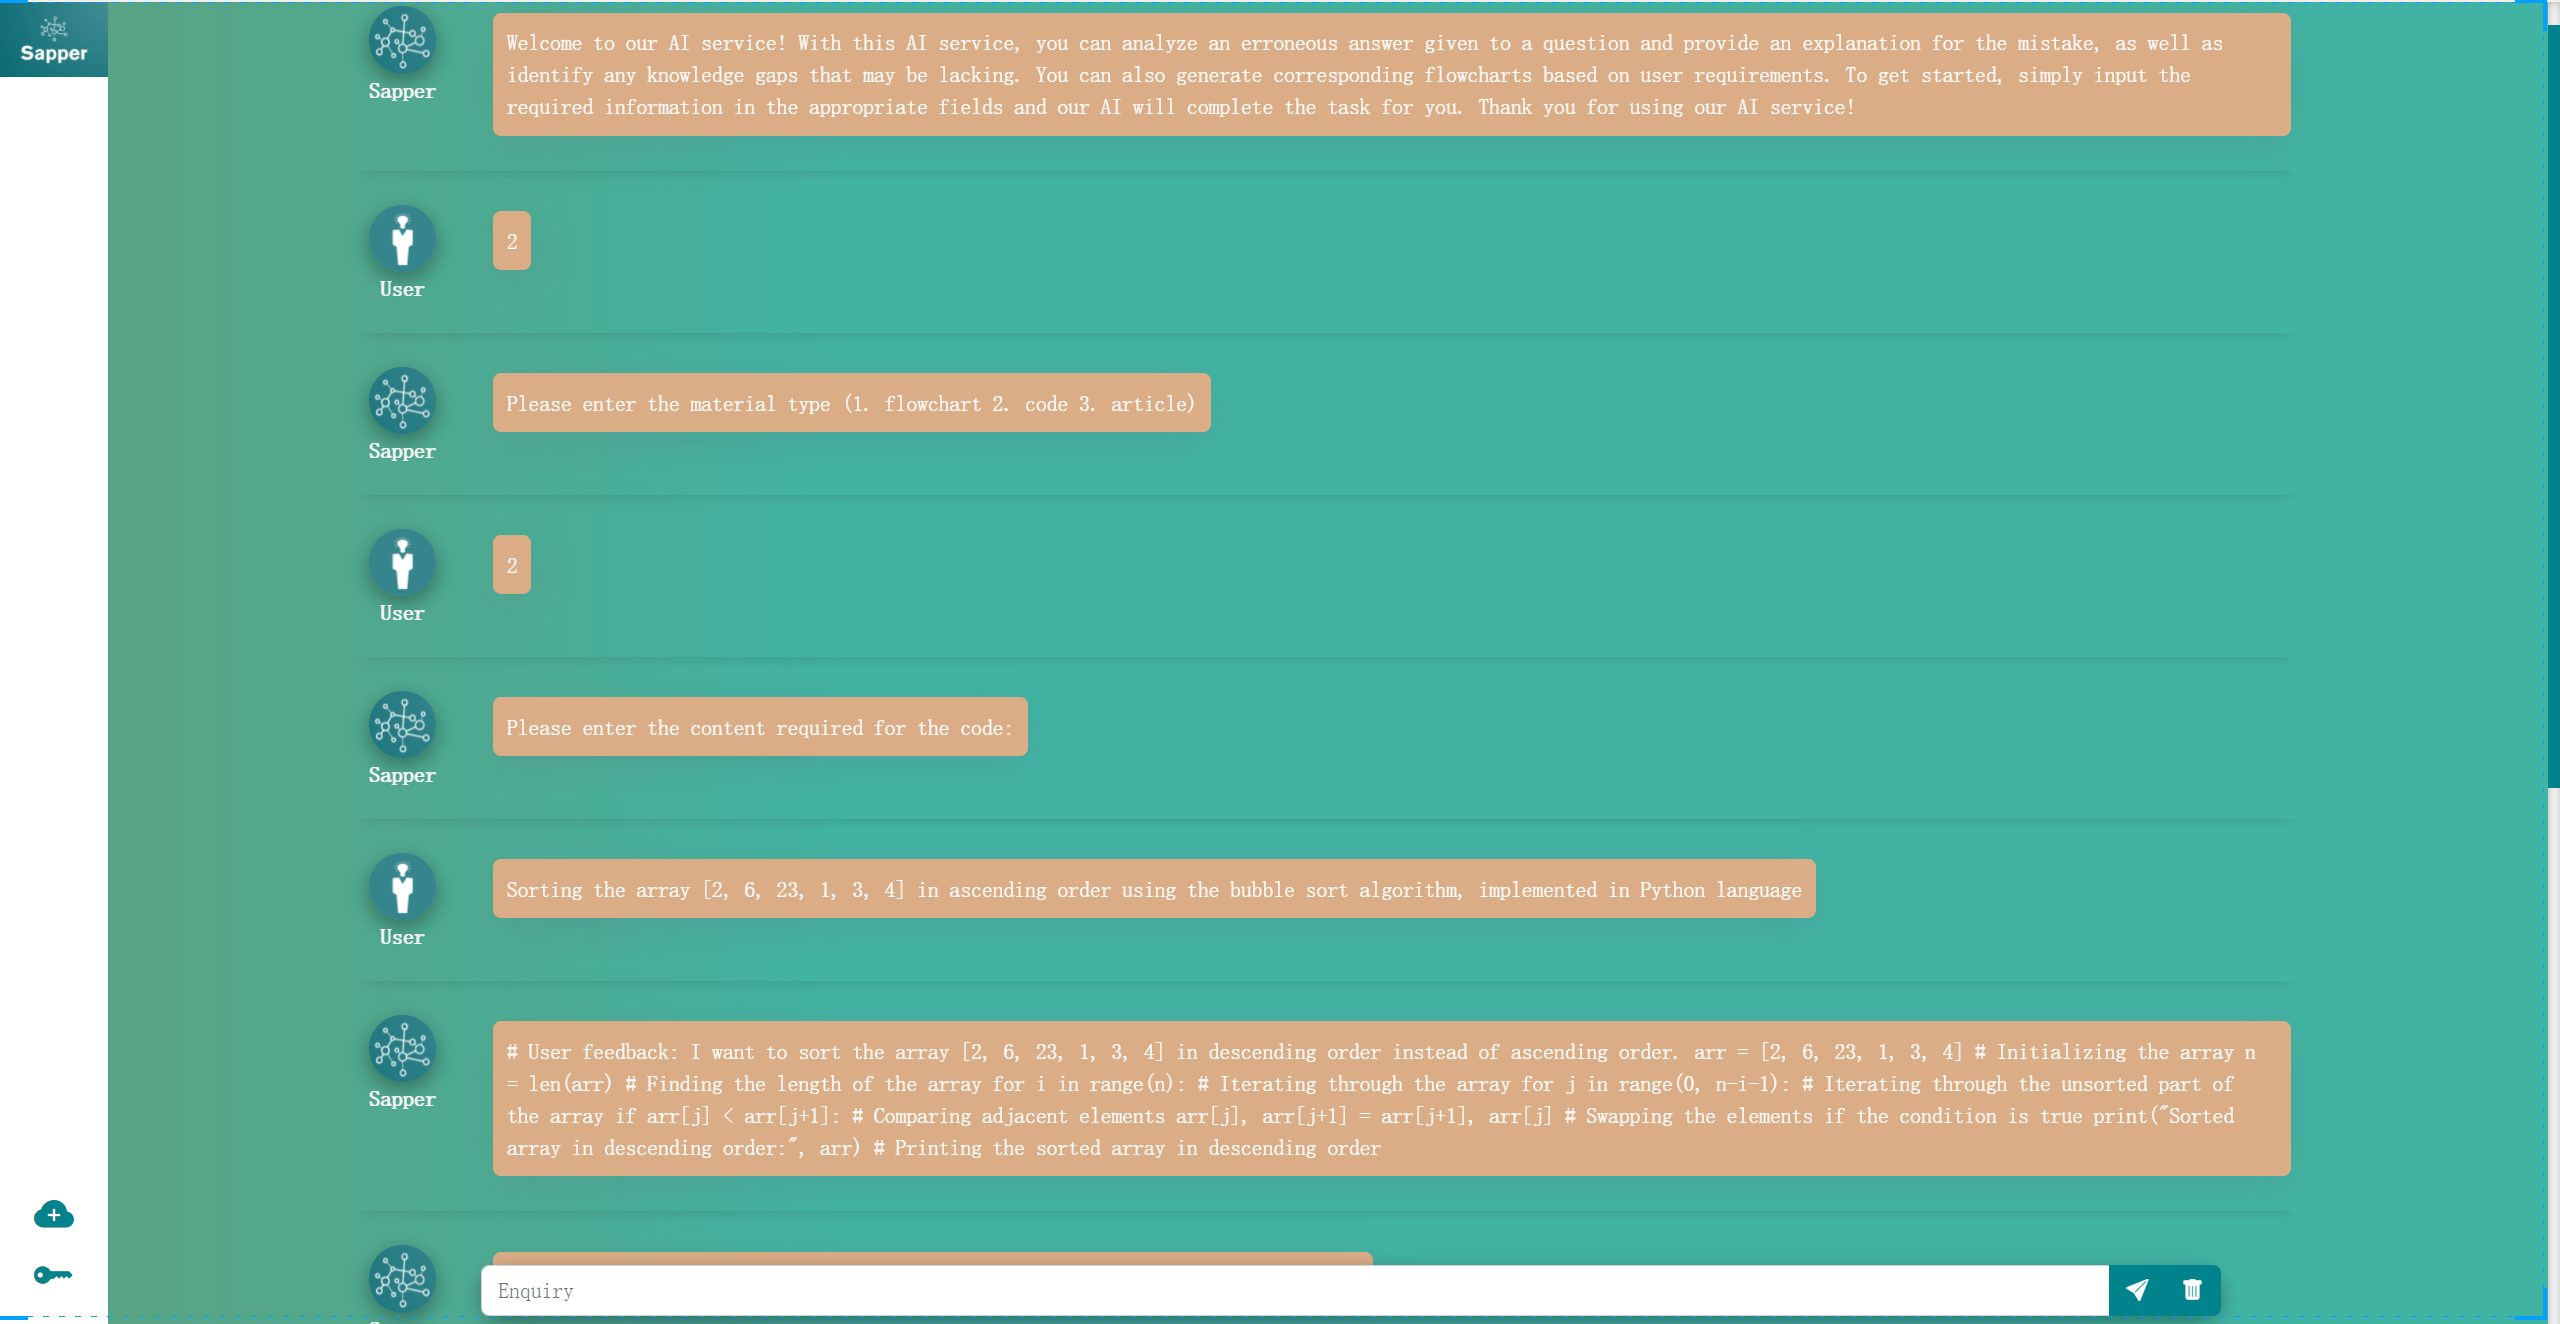 Sapper
Welcome to our AI service! With this AI service, you can analyze an erroneous answer given to a question and provide an explanation for the mistake, as well as
identify any knowledge gaps that may be lacking. You can also generate corresponding flowcharts based on user requirements. To get started, simply input the
required information in the appropriate fields and our AI will complete the task for you. Thank you for using our AI service!
Sapper
2
User
Please enter the material type (1. flowchart 2. code 3. article)
Sapper
2
User
Please enter the content required for the code:
Sapper
Sorting the array [2, 6, 23, 1, 3, 4] in ascending order using the bubble sort algorithm, implemented in Python language
User
# User feedback: I want to sort the array [2, 6, 23, 1, 3, 4] in descending order instead of ascending order. arr = [2, 6, 23, 1, 3, 4] # Initializing the array n
= len(arr) # Finding the length of the array for i in range(n): # Iterating through the array for j in range(0, n-i-1): # Iterating through the unsorted part of
the array if arr[j] < arr[j+1]: # Comparing adjacent elements arr[j], arr[j+1] = arr[j+1], arr[j] # Swapping the elements if the condition is true print("Sorted
array in descending order:", arr) # Printing the sorted array in descending order
Sapper
Enquiry